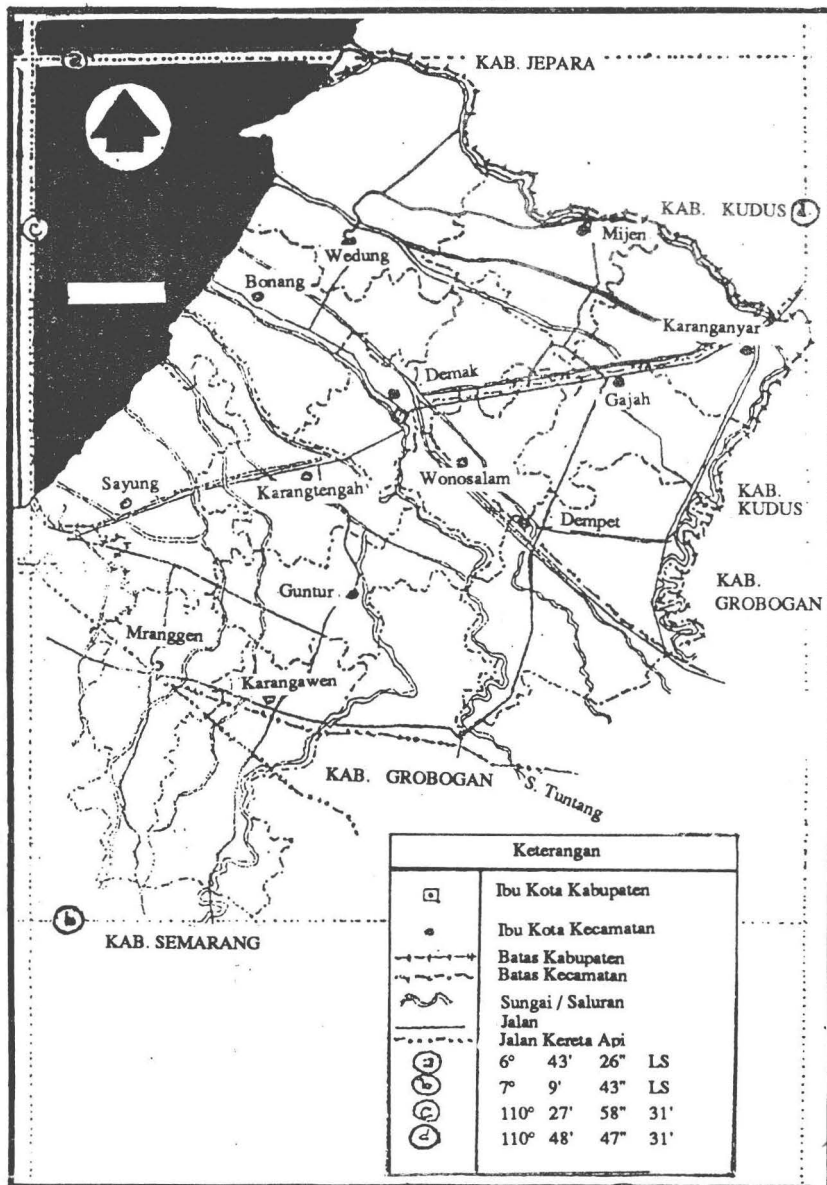 a
KAB. JEPARA
KAB. KUDUS d
c
Mijen
Wedung
Bonang
Karanganyar
Demak
Gajah
Wonosalam
Sayung
Karangtengah
KAB.
KUDUS
Dempet
KAB.
GROBOGAN
Guntur
Mranggen
Karangawen
KAB. GROBOGAN
S. Tuntang
b
KAB. SEMARANG
Keterangan
Ibu Kota Kabupaten
Ibu Kota Kecamatan
Batas Kabupaten
Batas Kecamatan
Sungai / Saluran
Jalan
Jalan Kereta Api
a 6° 43' 26" LS
b 7° 9' 43" LS
c 110° 27' 58" 31'
d 110° 48' 47" 31'